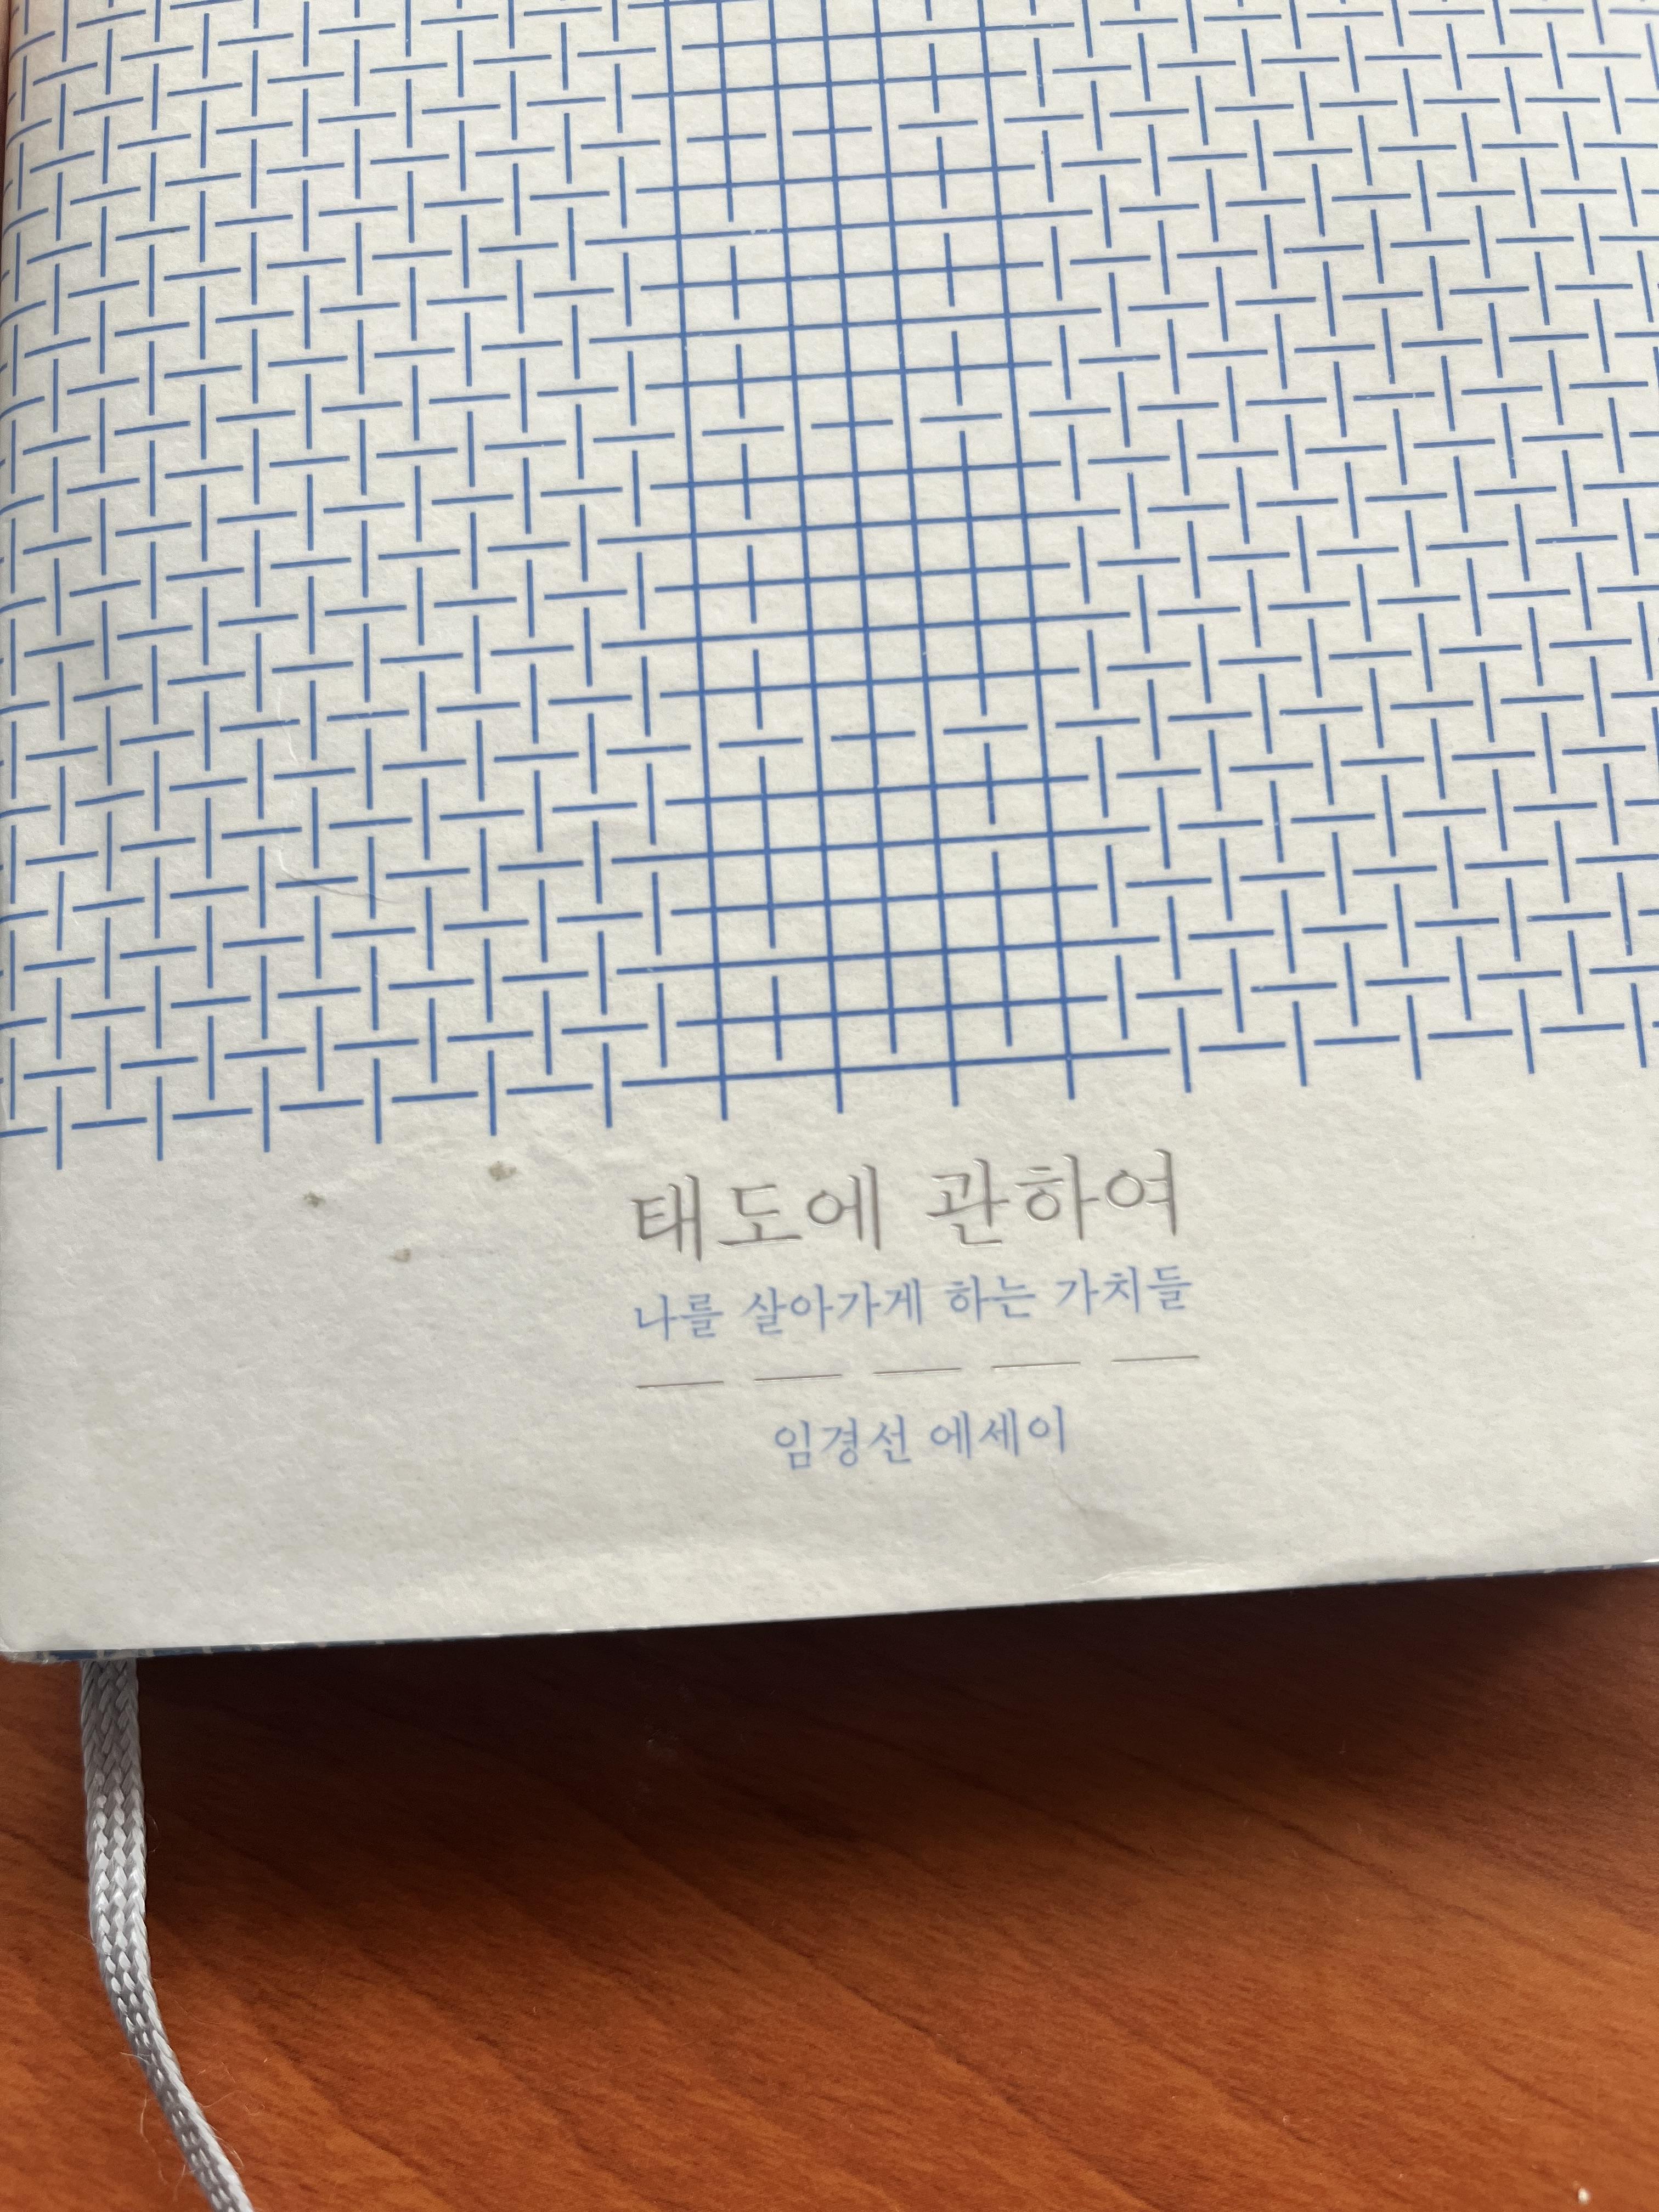 태도에 관하여
나를 살아가게 하는 가치들
임경선 에세이